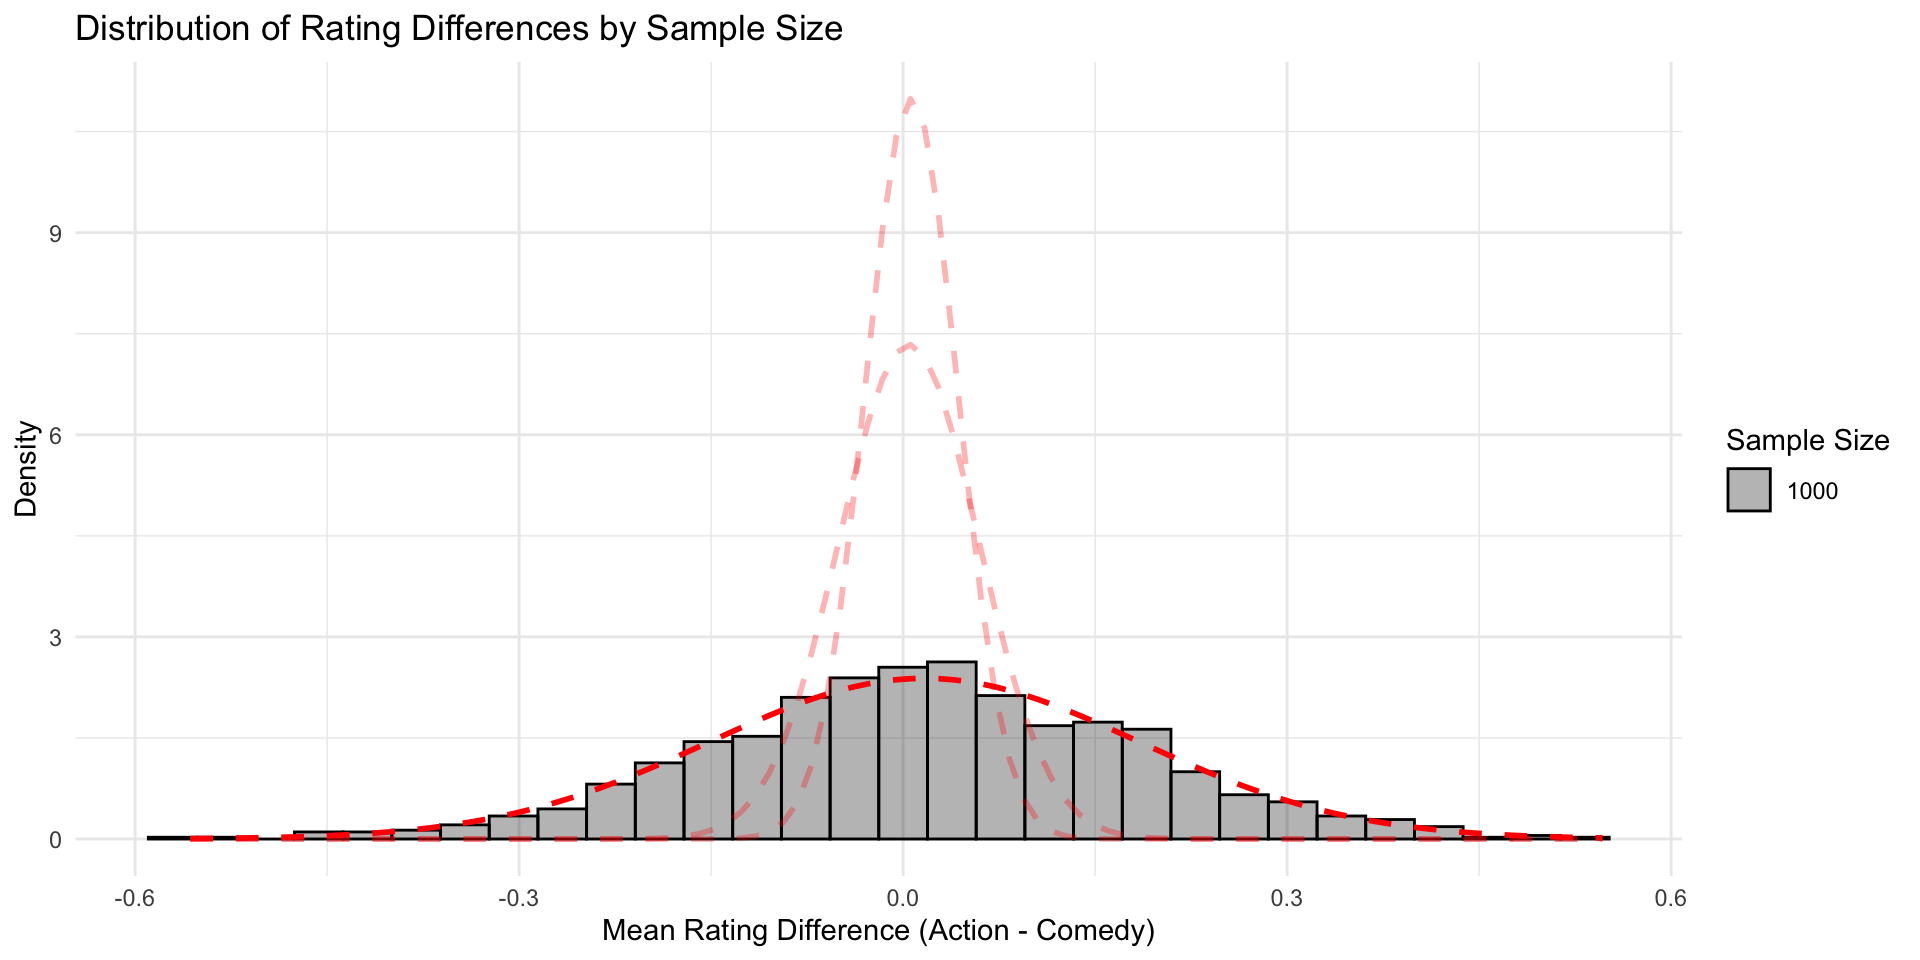 Distribution of Rating Differences by Sample Size
Density
9
6
3
0
-0.6
-0.3
0.0
0.3
0.6
Mean Rating Difference (Action - Comedy)
Sample Size
1000